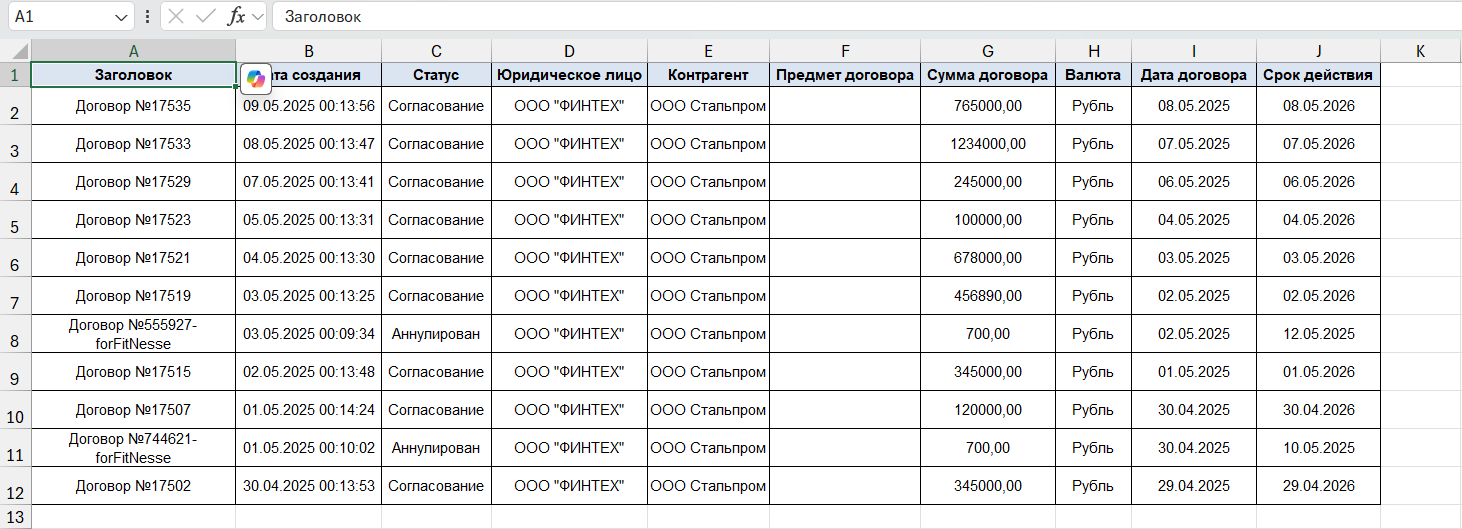 A1 fx Заголовок
A B C D E F G H I J K
1 Заголовок та создания Статус Юридическое лицо Контрагент Предмет договора Сумма договора Валюта Дата договора Срок действия
2 Договор №17535 09.05.2025 00:13:56 Согласование ООО "ФИНТЕХ" ООО Стальпром 765000,00 Рубль 08.05.2025 08.05.2026
3 Договор №17533 08.05.2025 00:13:47 Согласование ООО "ФИНТЕХ" ООО Стальпром 1234000,00 Рубль 07.05.2025 07.05.2026
4 Договор №17529 07.05.2025 00:13:41 Согласование ООО "ФИНТЕХ" ООО Стальпром 245000,00 Рубль 06.05.2025 06.05.2026
5 Договор №17523 05.05.2025 00:13:31 Согласование ООО "ФИНТЕХ" ООО Стальпром 100000,00 Рубль 04.05.2025 04.05.2026
6 Договор №17521 04.05.2025 00:13:30 Согласование ООО "ФИНТЕХ" ООО Стальпром 678000,00 Рубль 03.05.2025 03.05.2026
7 Договор №17519 03.05.2025 00:13:25 Согласование ООО "ФИНТЕХ" ООО Стальпром 456890,00 Рубль 02.05.2025 02.05.2026
8 Договор №555927-
forFitNesse 03.05.2025 00:09:34 Аннулирован ООО "ФИНТЕХ" ООО Стальпром 700,00 Рубль 02.05.2025 12.05.2025
9 Договор №17515 02.05.2025 00:13:48 Согласование ООО "ФИНТЕХ" ООО Стальпром 345000,00 Рубль 01.05.2025 01.05.2026
10 Договор №17507 01.05.2025 00:14:24 Согласование ООО "ФИНТЕХ" ООО Стальпром 120000,00 Рубль 30.04.2025 30.04.2026
11 Договор №744621-
forFitNesse 01.05.2025 00:10:02 Аннулирован ООО "ФИНТЕХ" ООО Стальпром 700,00 Рубль 30.04.2025 10.05.2025
12 Договор №17502 30.04.2025 00:13:53 Согласование ООО "ФИНТЕХ" ООО Стальпром 345000,00 Рубль 29.04.2025 29.04.2026
13